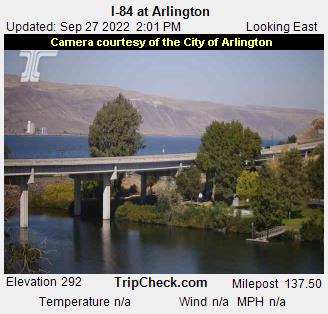 I-84 at Arlington
Updated: Sep 27 2022 2:01 PM Looking East
Camera courtesy of the City of Arlington
Elevation 292 TripCheck.com Milepost 137.50
Temperature n/a Wind n/a MPH n/a